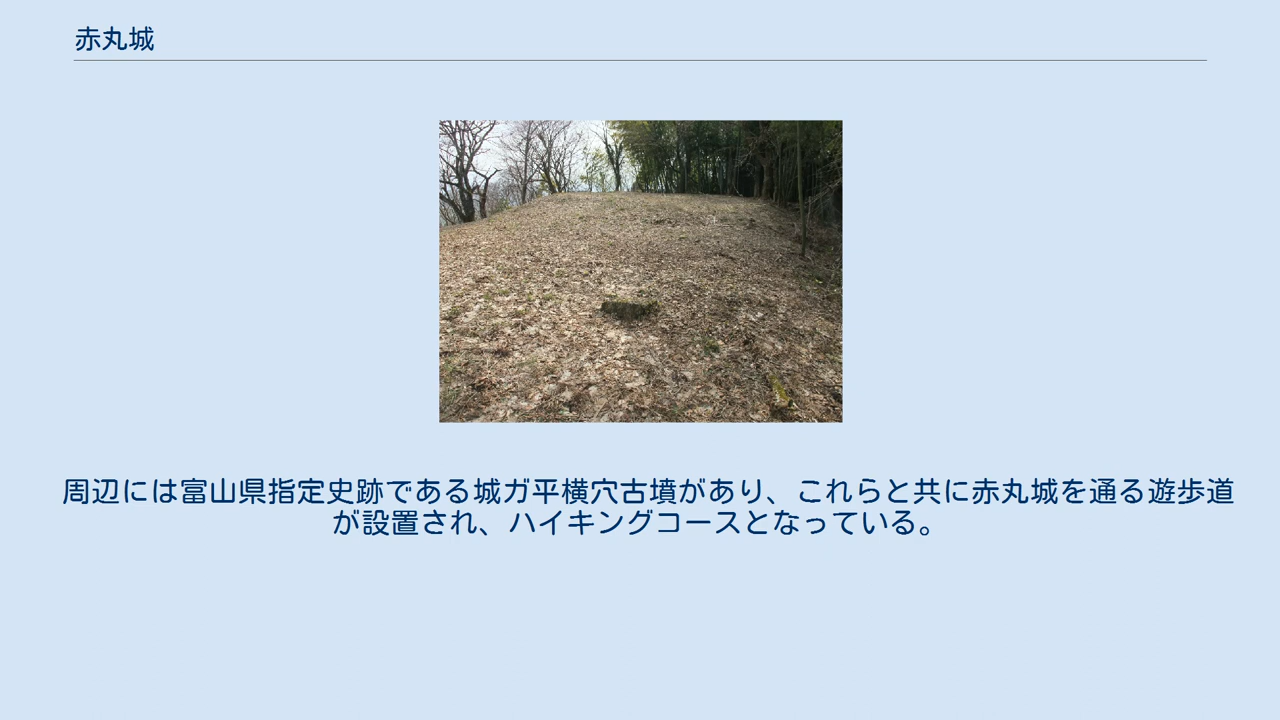 赤丸城
周辺には富山県指定史跡である城ガ平横穴古墳があり、これらと共に赤丸城を通る遊歩道
が設置され、ハイキングコースとなっている。